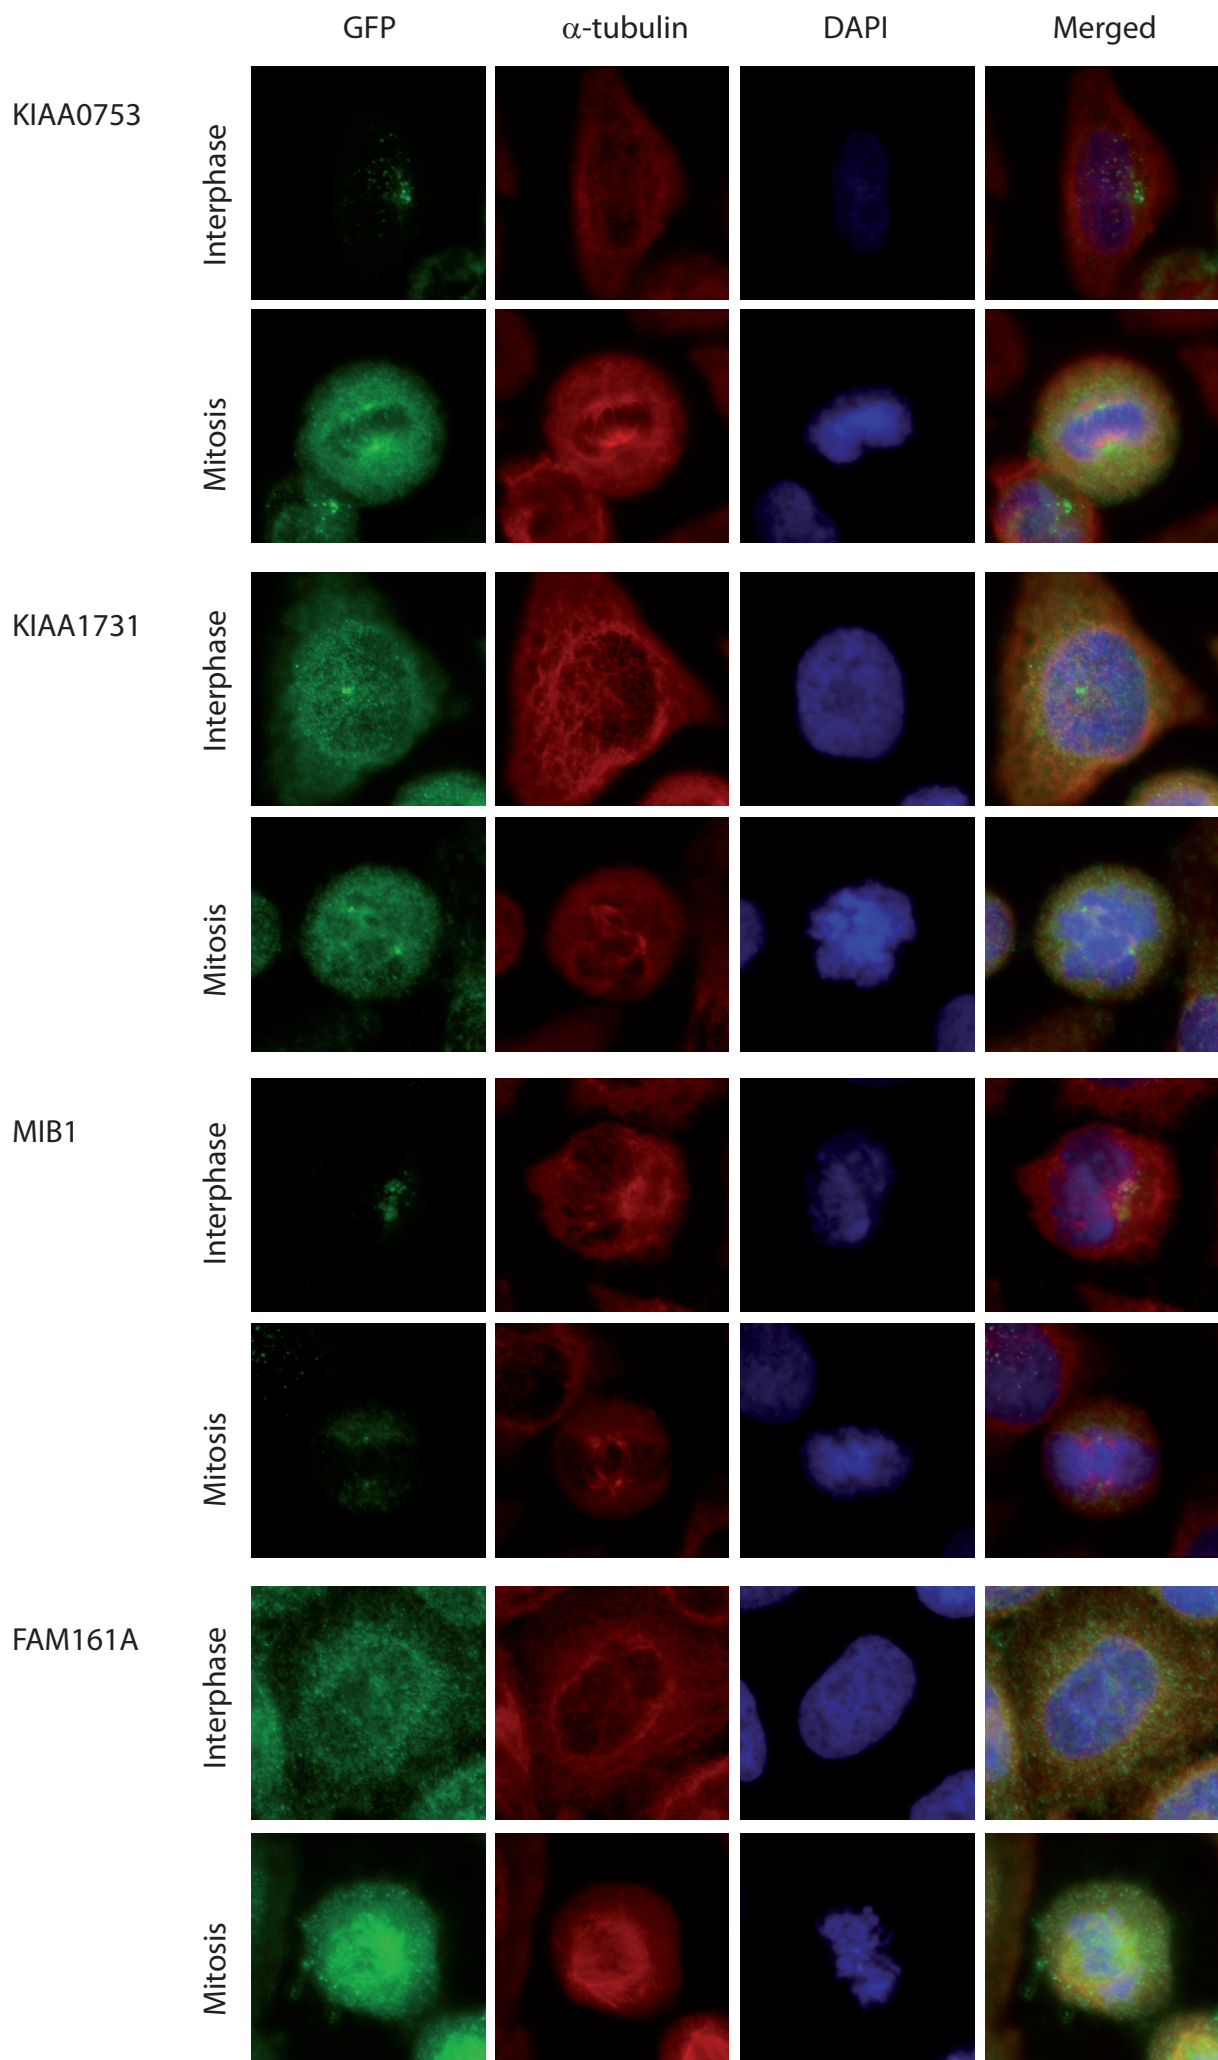 GFP α-tubulin DAPI Merged
KIAA0753
Interphase
Mitosis
KIAA1731
Interphase
Mitosis
MIB1
Interphase
Mitosis
FAM161A
Interphase
Mitosis